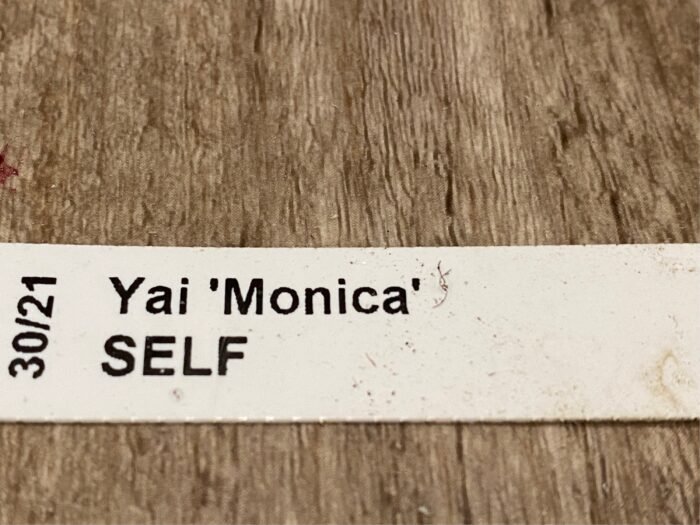 30/21
Yai 'Monica'
SELF